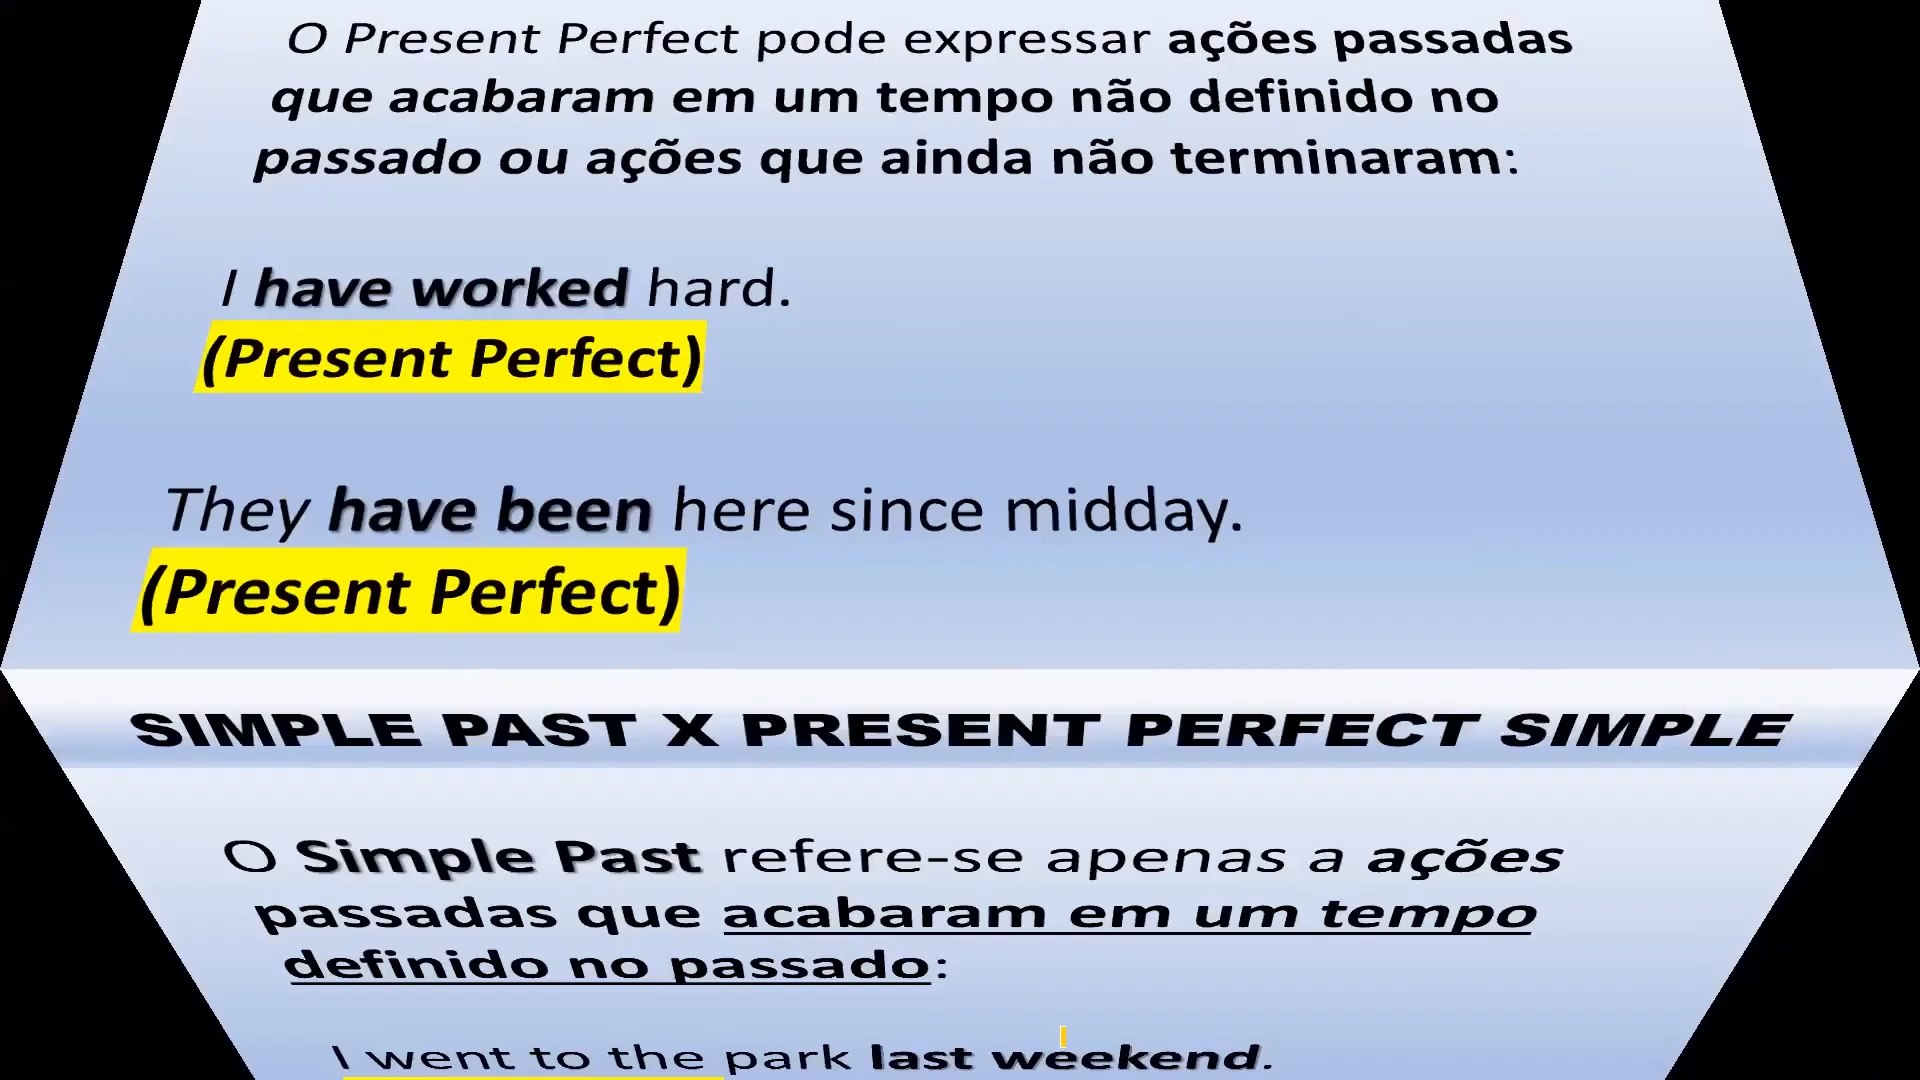 O Present Perfect pode expressar ações passadas
que acabaram em um tempo não definido no
passado ou ações que ainda não terminaram:
I have worked hard.
(Present Perfect)
They have been here since midday.
(Present Perfect)
SIMPLE PAST X PRESENT PERFECT SIMPLE
O Simple Past refere-se apenas a ações
passadas que acabaram em um tempo
definido no passado:
I went to the park last weekend.